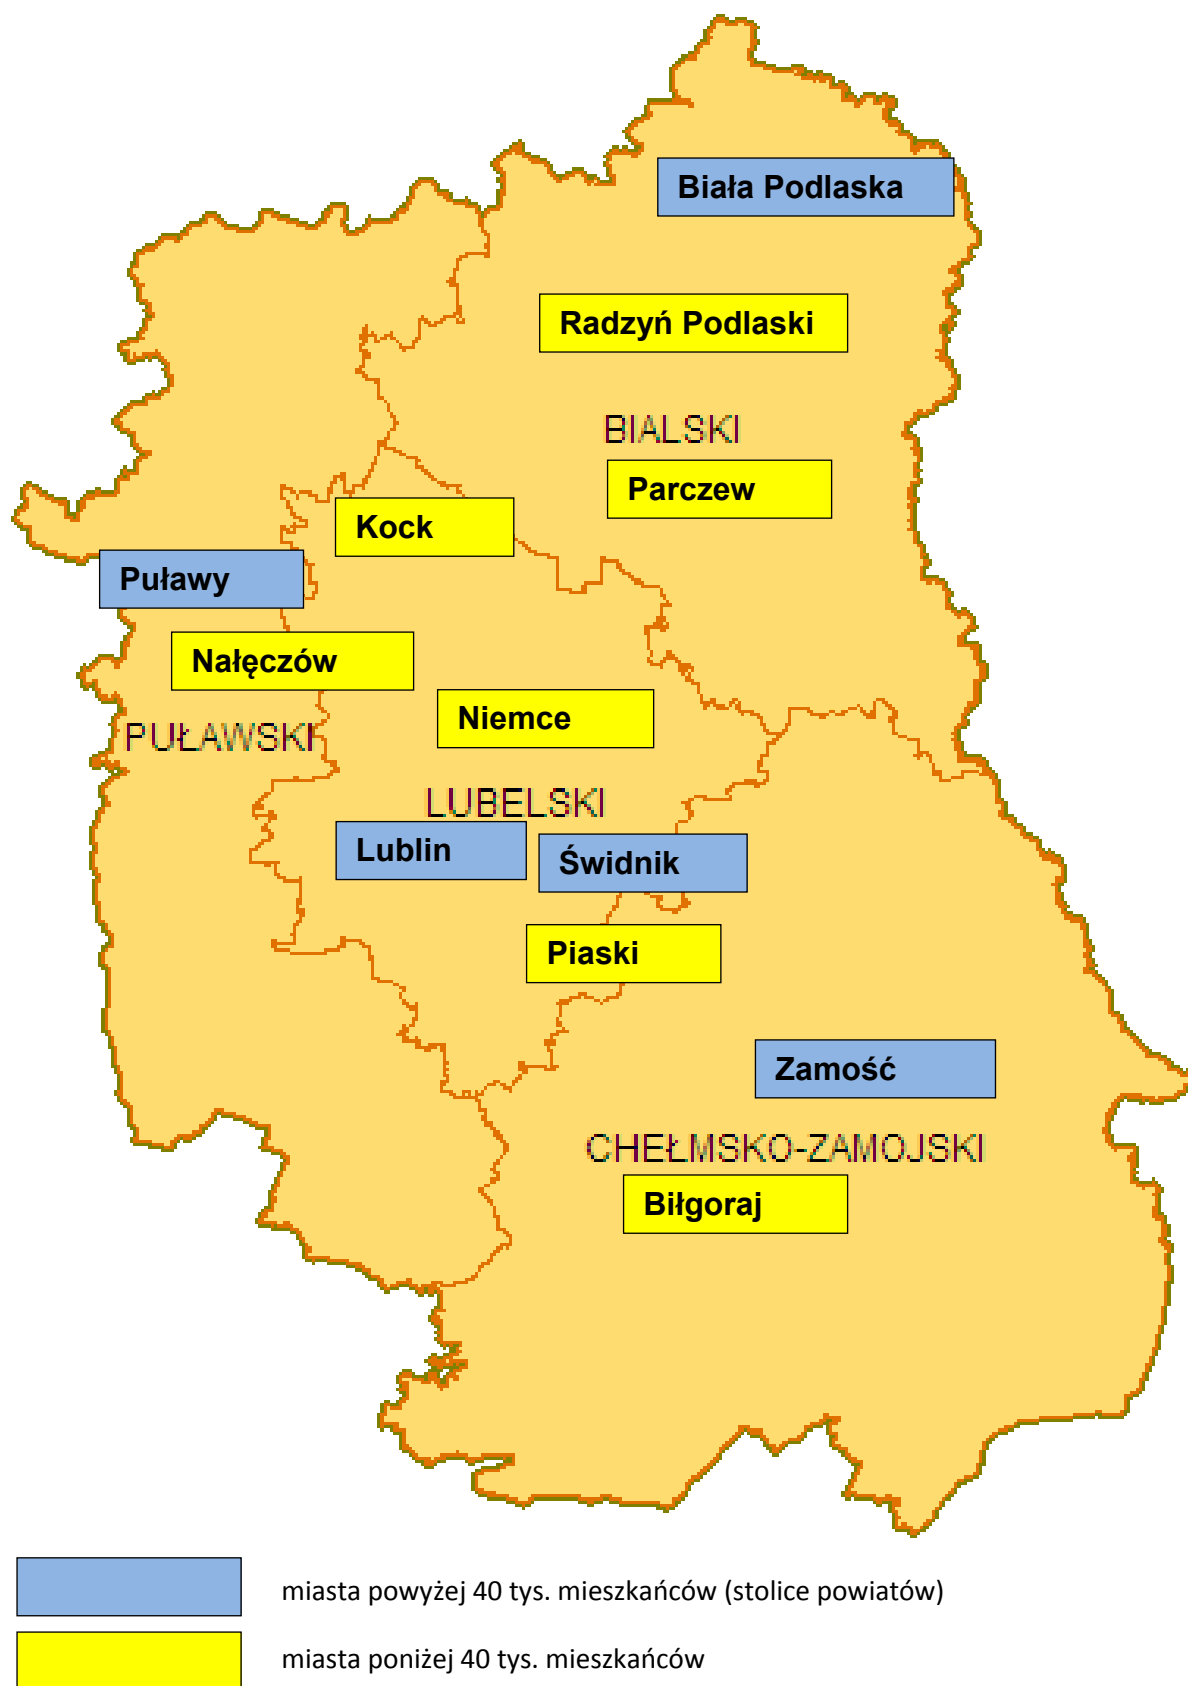 Biała Podlaska
Radzyń Podlaski
BIALSKI
Parczew
Kock
Puławy
Nałęczów
Niemce
PUŁAWSKI
LUBELSKI
Lublin
Świdnik
Piaski
Zamość
CHEŁMSKO-ZAMOJSKI
Biłgoraj
miasta powyżej 40 tys. mieszkańców (stolice powiatów)
miasta poniżej 40 tys. mieszkańców